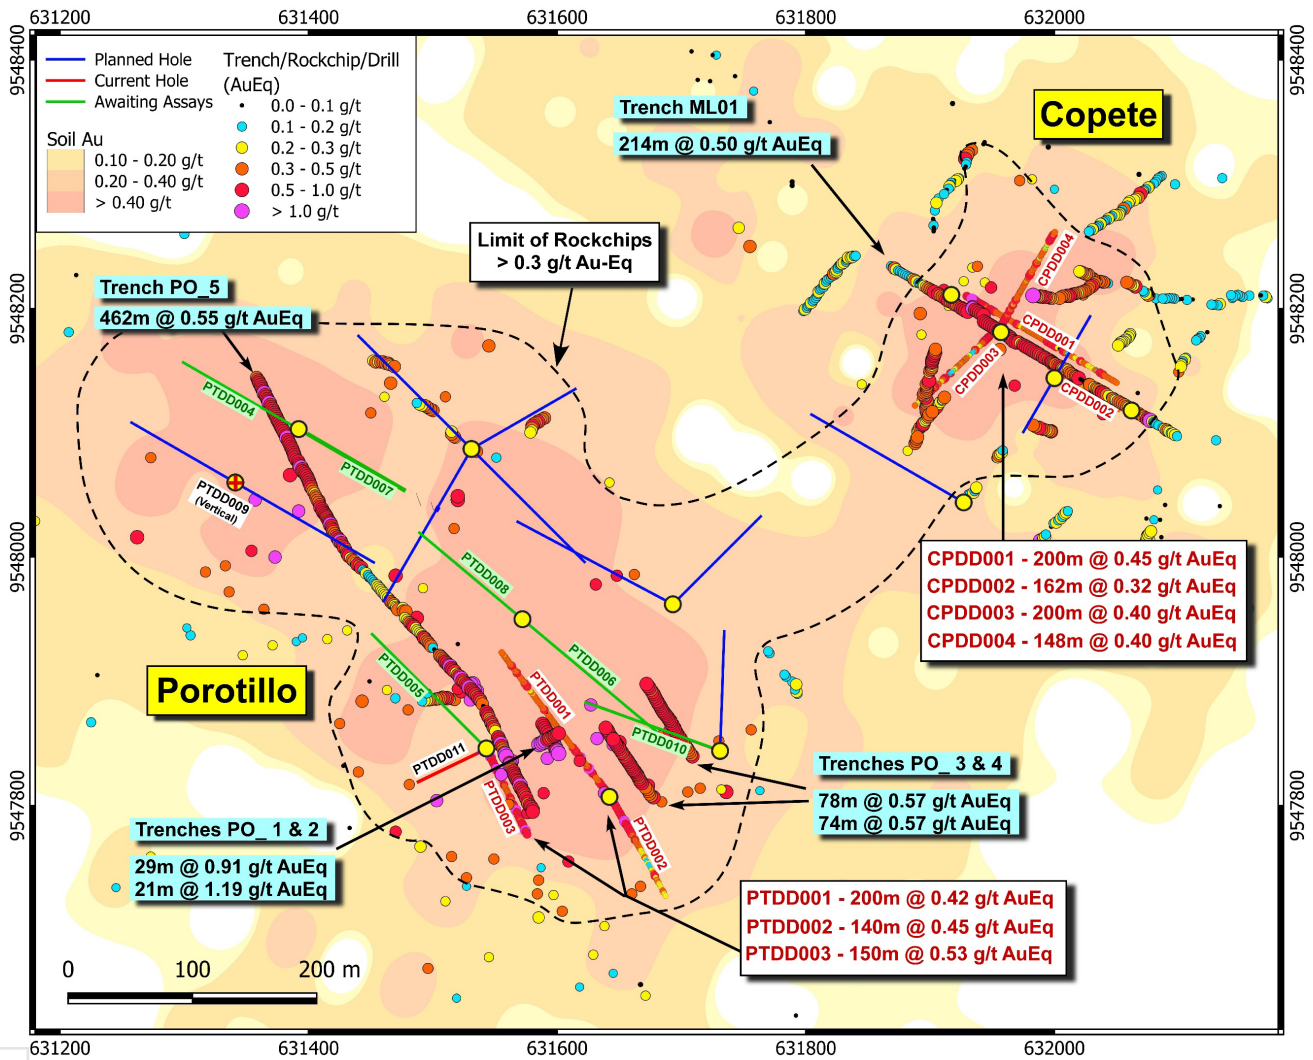 631200 631400 631600 631800 632000
9548400
9548400
Planned Hole
Current Hole
Awaiting Assays
Soil Au
0.10 - 0.20 g/t
0.20 - 0.40 g/t
> 0.40 g/t
Trench/Rockchip/Drill
(AuEq)
0.0 - 0.1 g/t
0.1 - 0.2 g/t
0.2 - 0.3 g/t
0.3 - 0.5 g/t
0.5 - 1.0 g/t
> 1.0 g/t
Trench ML01
214m @ 0.50 g/t AuEq
Copete
Limit of Rockchips
> 0.3 g/t Au-Eq
CPDD004
CPDD001
CPDD003
CPDD002
9548200
9548200
Trench PO_5
462m @ 0.55 g/t AuEq
PTDD004
PTDD007
PTDD009
(Vertical)
9548000
9548000
CPDD001 - 200m @ 0.45 g/t AuEq
CPDD002 - 162m @ 0.32 g/t AuEq
CPDD003 - 200m @ 0.40 g/t AuEq
CPDD004 - 148m @ 0.40 g/t AuEq
PTDD008
PTDD006
PTDD005
PTDD001
PTDD010
Porotillo
PTDD011
PTDD003
PTDD002
9547800
9547800
Trenches PO_ 3 & 4
78m @ 0.57 g/t AuEq
74m @ 0.57 g/t AuEq
Trenches PO_ 1 & 2
29m @ 0.91 g/t AuEq
21m @ 1.19 g/t AuEq
PTDD001 - 200m @ 0.42 g/t AuEq
PTDD002 - 140m @ 0.45 g/t AuEq
PTDD003 - 150m @ 0.53 g/t AuEq
0 100 200 m
631200 631400 631600 631800 632000